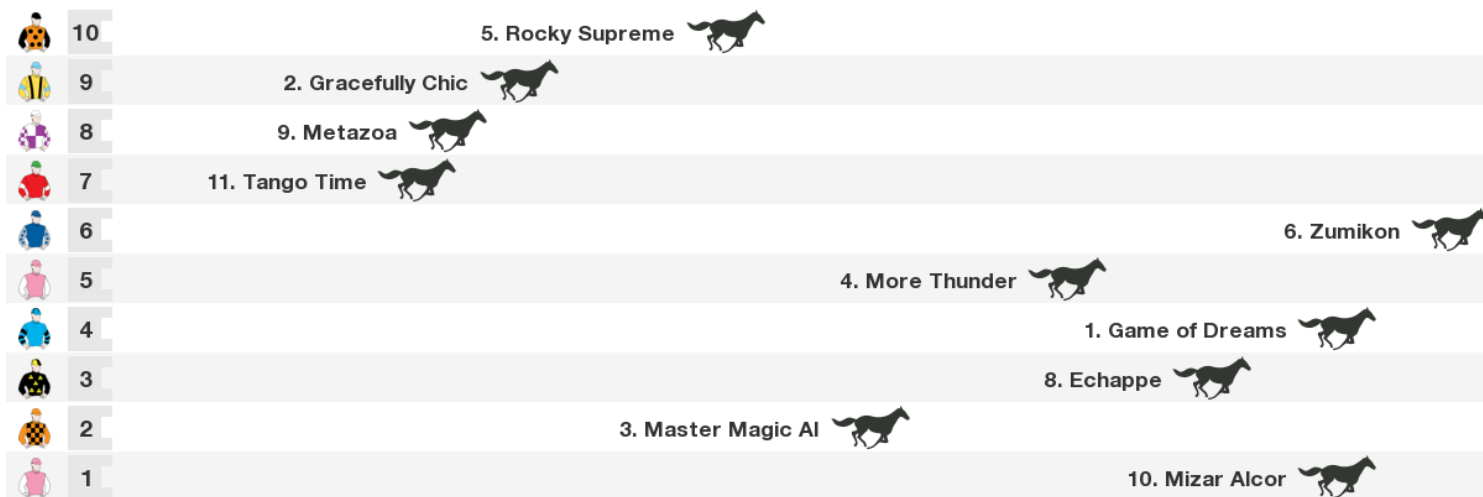 10 5. Rocky Supreme
9 2. Gracefully Chic
8 9. Metazoa
7 11. Tango Time
6 6. Zumikon
5 4. More Thunder
4 1. Game of Dreams
3 8. Echappe
2 3. Master Magic AI
1 10. Mizar Alcor